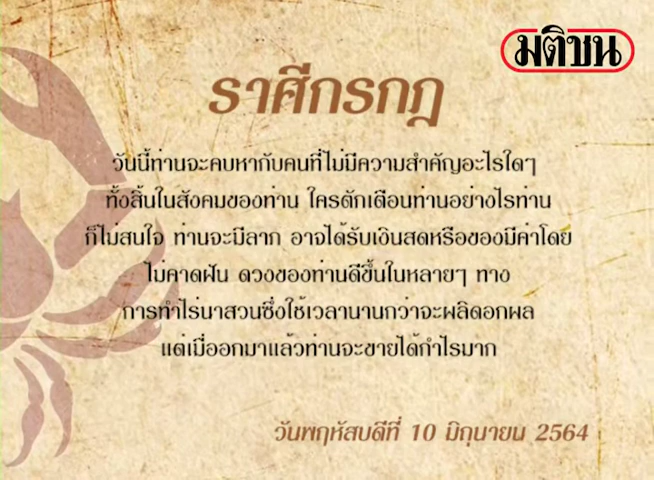 มติชน
ราศีกรกฎ
วันนี้ท่านจะคบหากับคนที่ไม่มีความสำคัญอะไรใดๆ
ทั้งสิ้นในสังคมของท่าน ใครตักเตือนท่านอย่างไรท่าน
ก็ไม่สนใจ ท่านจะมีลาภ อาจได้รับเงินสดหรือของมีค่าโดย
ไม่คาดฝัน ดวงของท่านดีขึ้นในหลายๆ ทาง
การทำไร่นาสวนซึ่งใช้เวลานานกว่าจะผลิดอกผล
แต่เมื่อออกมาแล้วท่านจะขายได้กำไรมาก
วันพฤหัสบดีที่ 10 มิถุนายน 2564